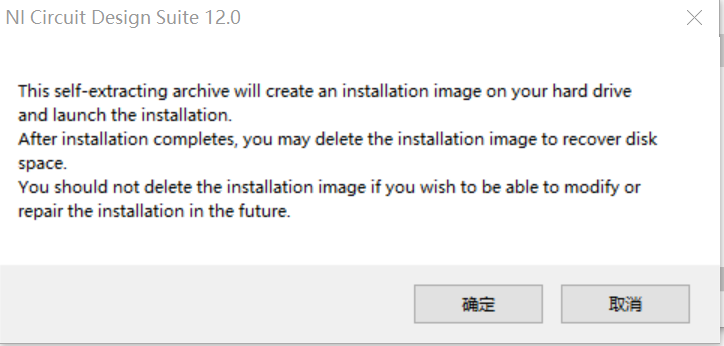 NI Circuit Design Suite 12.0
This self-extracting archive will create an installation image on your hard drive
and launch the installation.
After installation completes, you may delete the installation image to recover disk
space.
You should not delete the installation image if you wish to be able to modify or
repair the installation in the future.
确定
取消